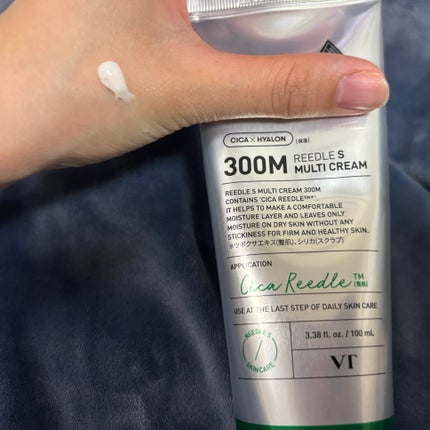 CICA×HYALON (保湿)
300M REEDLE S
MULTI CREAM
REEDLE S MULTI CREAM 300M
CONTAINS 'CICA REEDLE™'.
IT HELPS TO MAKE A COMFORTABLE
MOISTURE LAYER AND LEAVES ONLY
MOISTURE ON DRY SKIN WITHOUT ANY
STICKINESS FOR FIRM AND HEALTHY SKIN.
※ツボクサエキス(整肌)、シリカ(スクラブ)
APPLICATION
Cica Reedle™ (整肌)
USE AT THE LAST STEP OF DAILY SKIN CARE
REEDLE S
SKINCARE
3.38 fl. oz. / 100 mL
VT